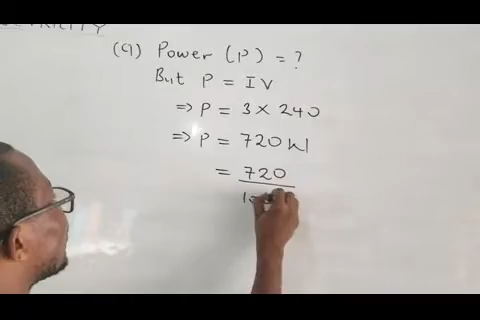 (a) Power (P) = ?
But P = IV
⇒ P = 3 × 240
⇒ P = 720 W
= 720